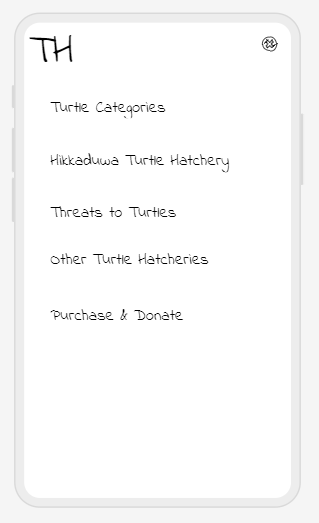 TH
Turtle Categories
Hikkaduwa Turtle Hatchery
Threats to Turtles
Other Turtle Hatcheries
Purchase & Donate